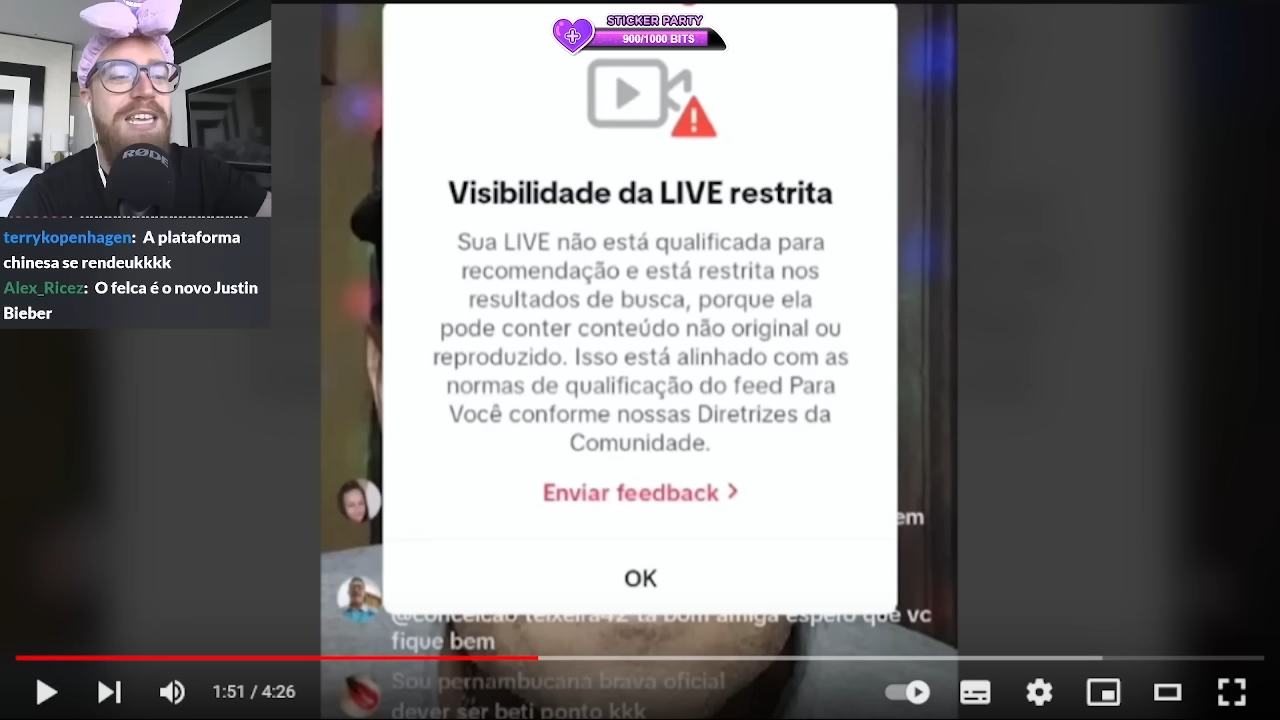 STICKER PARTY
900/1000 BITS
RØDE
terrykopenhagen: A plataforma
chinesa se rendeukkkk
Alex_Ricez: O felca é o novo Justin
Bieber
Visibilidade da LIVE restrita
Sua LIVE não está qualificada para
recomendação e está restrita nos
resultados de busca, porque ela
pode conter conteúdo não original ou
reproduzido. Isso está alinhado com as
normas de qualificação do feed Para
Você conforme nossas Diretrizes da
Comunidade.
Enviar feedback >
em
OK
ta bom amiga espero que vc
fique bem
Sou pernambucana brava oficial
dever ser beti ponto kkk
1:51 / 4:26